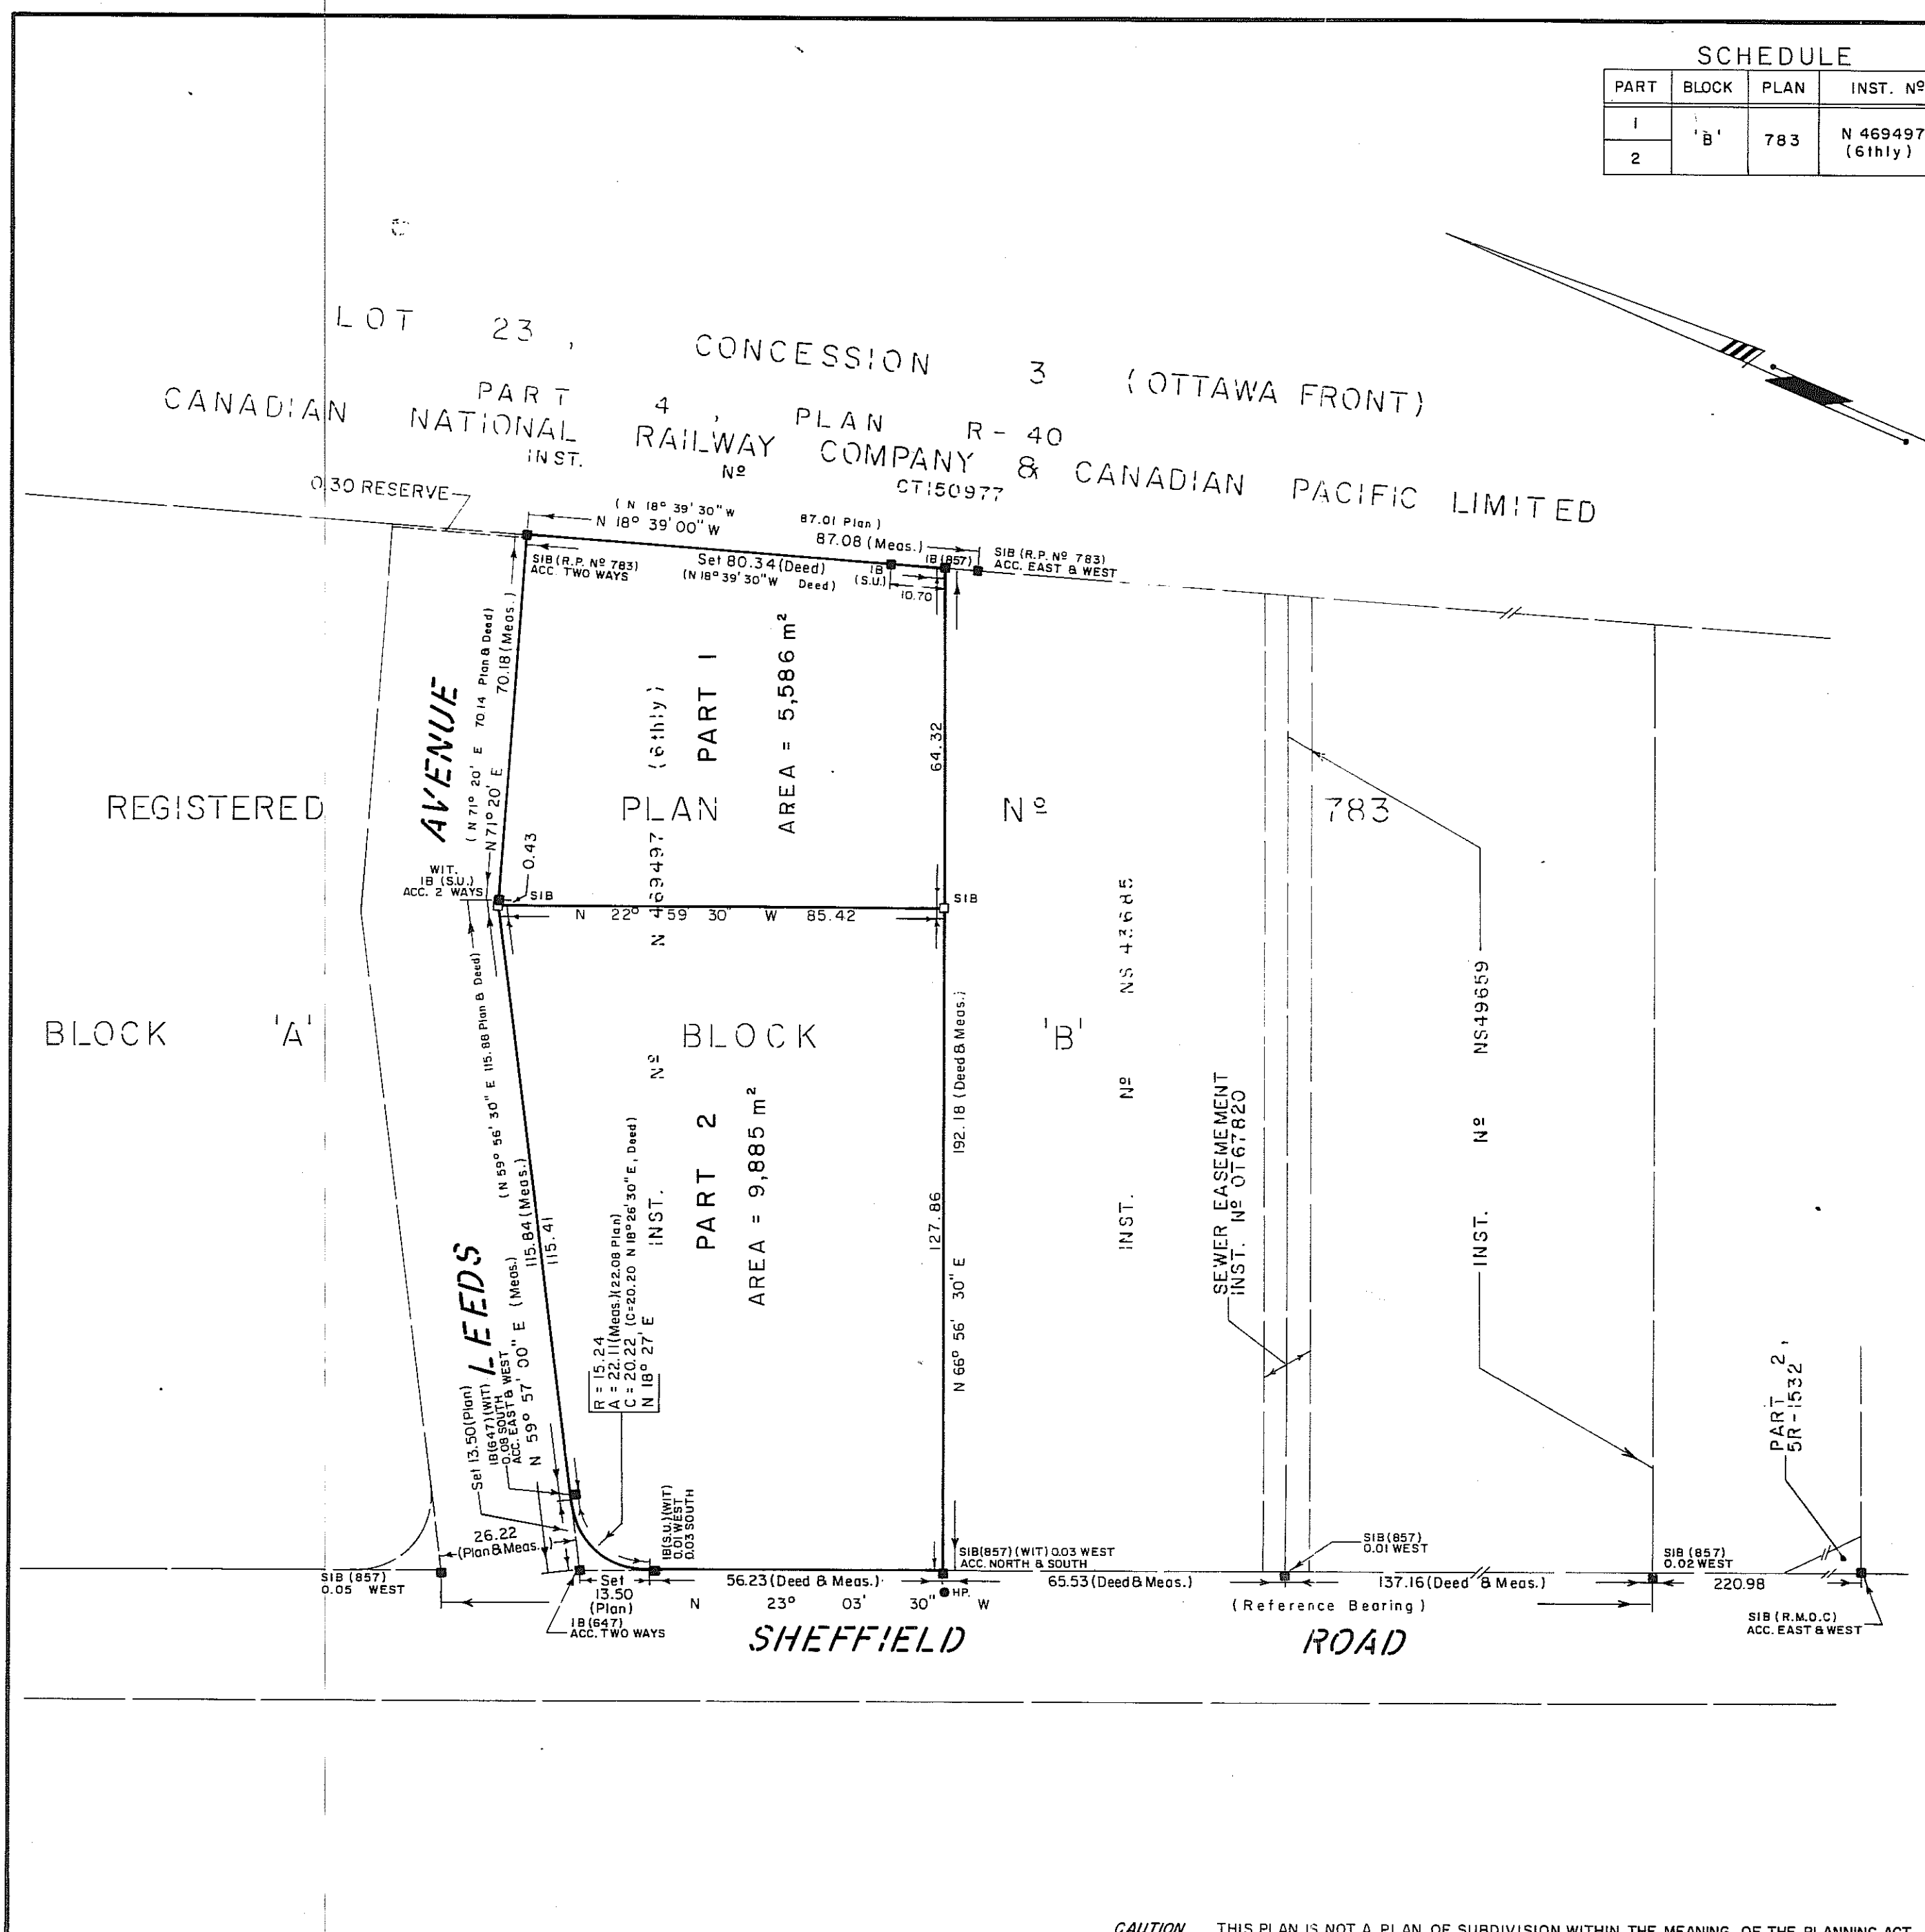 SCHEDULE
PART BLOCK PLAN INST. Nº
1 'B' 783 N 469497 (6thly)
2
LOT 23 , CONCESSION 3 (OTTAWA FRONT)
PART 4 , PLAN R-40
CANADIAN NATIONAL RAILWAY COMPANY & CANADIAN PACIFIC LIMITED
INST. Nº CT150977
0.30 RESERVE
( N 18° 39' 30" W 87.01 Plan )
N 18° 39' 00" W 87.08 (Meas.)
SIB (R.P. Nº 783)
ACC. TWO WAYS
Set 80.34 (Deed)
(N 18° 39' 30" W Deed)
IB
(S.U.)
IB (857)
10.70
SIB (R.P. Nº 783)
ACC. EAST & WEST
AVENUE
( N 71° 20' E 70.14 Plan & Deed)
N 71° 20' E 70.18 (Meas.)
(6thly)
PART 1
AREA = 5,586 m²
64.32
REGISTERED PLAN Nº 783
WIT.
IB (S.U.)
ACC. 2 WAYS
0.43
SIB
N 22° 59' 30" W 85.42
SIB
INST. Nº N 469497
BLOCK 'A' BLOCK 'B'
(N 59° 56' 30" E 115.88 Plan & Deed)
N 59° 57' 00" E (Meas.)
115.84 (Meas.)
115.41
PART 2
AREA = 9,885 m²
192.18 (Deed & Meas.)
127.86
N 66° 56' 30" E
INST. Nº NS 43685
SEWER EASEMEMENT
INST. Nº OT67820
INST. Nº NS49659
PART 2 ,
5R-1532
LEEDS
R = 15.24
A = 22.11 (Meas.) (22.08 Plan)
C = 20.22 (C=20.20 N 18° 26' 30" E, Deed)
N 18° 27' E
Set 13.50 (Plan)
IB(647)(WIT)
0.08 SOUTH
ACC. EAST & WEST
26.22
(Plan & Meas.)
IB(S.U.)(WIT)
0.01 WEST
0.03 SOUTH
SIB (857)
0.05 WEST
Set
13.50
(Plan)
IB (647)
ACC. TWO WAYS
56.23 (Deed & Meas.)
SIB(857)(WIT) 0.03 WEST
ACC. NORTH & SOUTH
HP.
65.53 (Deed & Meas.)
SIB (857)
0.01 WEST
137.16 (Deed & Meas.)
SIB (857)
0.02 WEST
220.98
N 23° 03' 30" W (Reference Bearing)
SIB (R.M.O.C)
ACC. EAST & WEST
SHEFFIELD ROAD
CAUTION THIS PLAN IS NOT A PLAN OF SUBDIVISION WITHIN THE MEANING OF THE PLANNING ACT